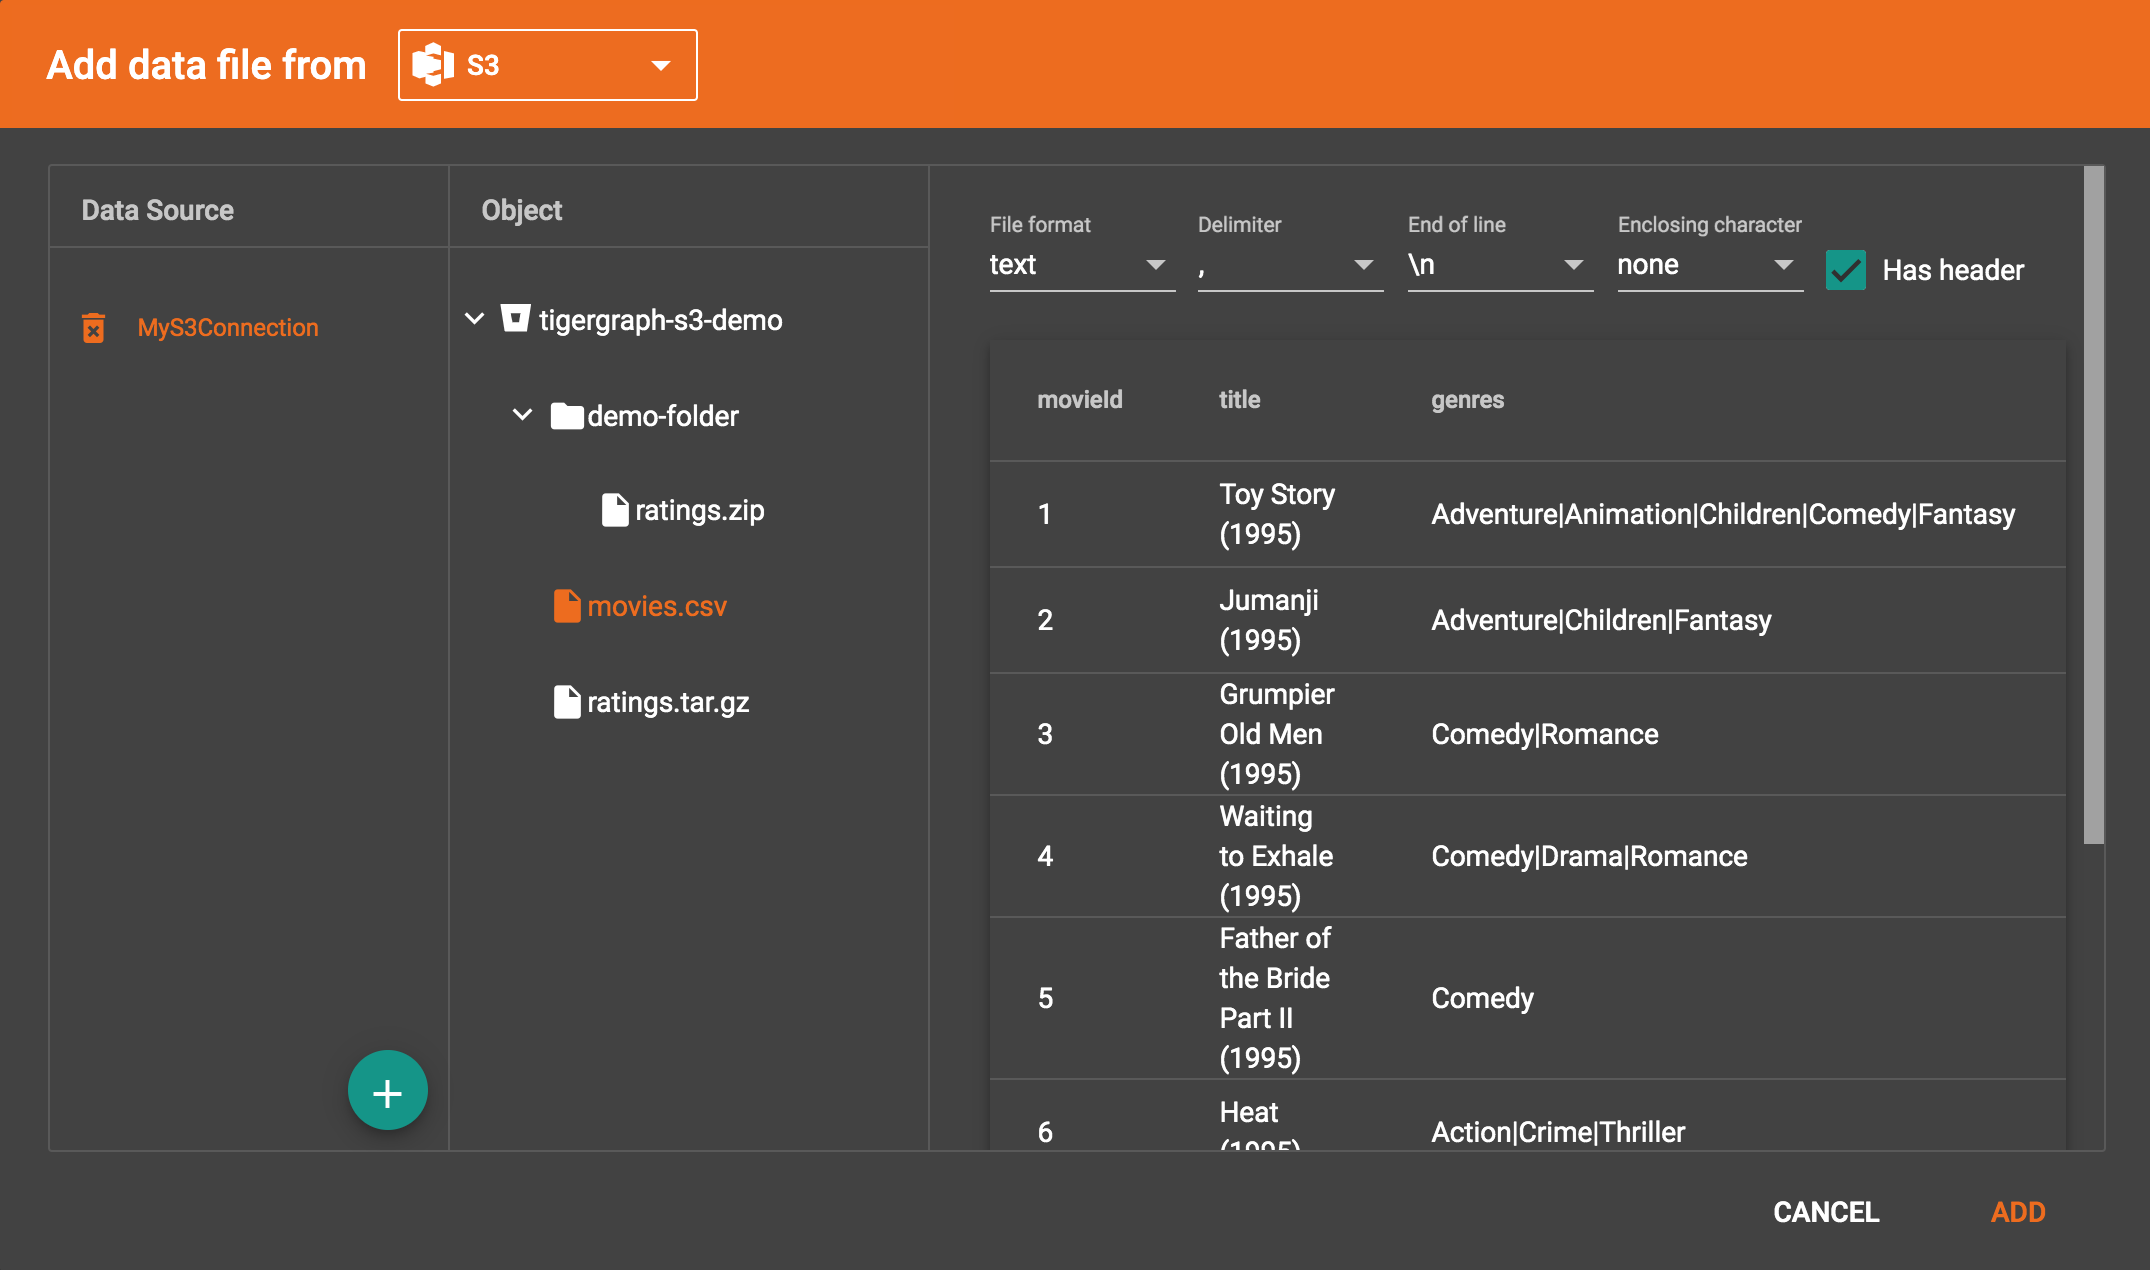 Add data file from S3
Data Source
Object
MyS3Connection
tigergraph-s3-demo
demo-folder
ratings.zip
movies.csv
ratings.tar.gz
File format Delimiter End of line Enclosing character
text , \n none Has header
movieId title genres
1 Toy Story (1995) Adventure|Animation|Children|Comedy|Fantasy
2 Jumanji (1995) Adventure|Children|Fantasy
3 Grumpier Old Men (1995) Comedy|Romance
4 Waiting to Exhale (1995) Comedy|Drama|Romance
5 Father of the Bride Part II (1995) Comedy
6 Heat (1995) Action|Crime|Thriller
CANCEL ADD